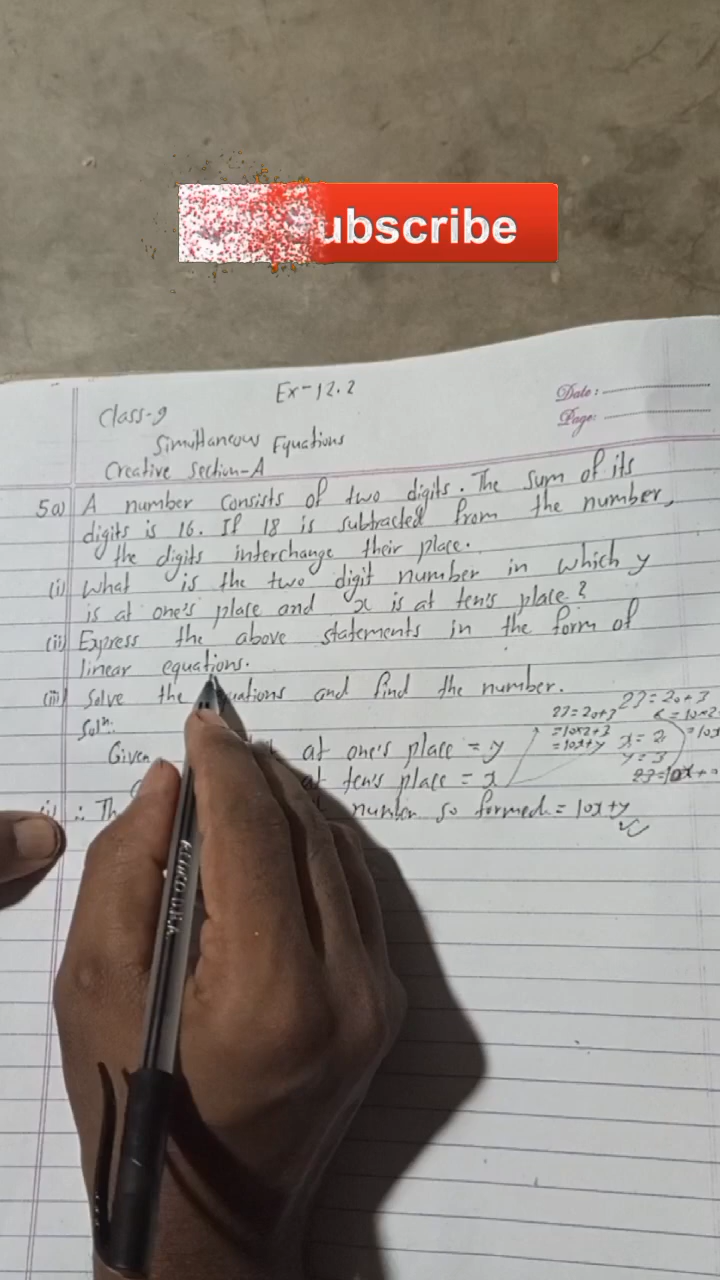 ubscribe
Ex-12.2
Date:
Page:
Class-9
Simultaneous Equations
Creative Section-A
5a) A number consists of two digits. The sum of its
digits is 16. If 18 is subtracted from the number,
the digits interchange their place.
(i) What is the two digit number in which y
is at one's place and x is at ten's place?
(ii) Express the above statements in the form of
linear equations.
(iii) Solve the equations and find the number.
Solⁿ:
Given, at one's place = y
at ten's place = x
(i) ∴ Th number so formed = 10x+y
23=20+3
=10×2+3
=10x+y
23=20+3
x=2
y=3